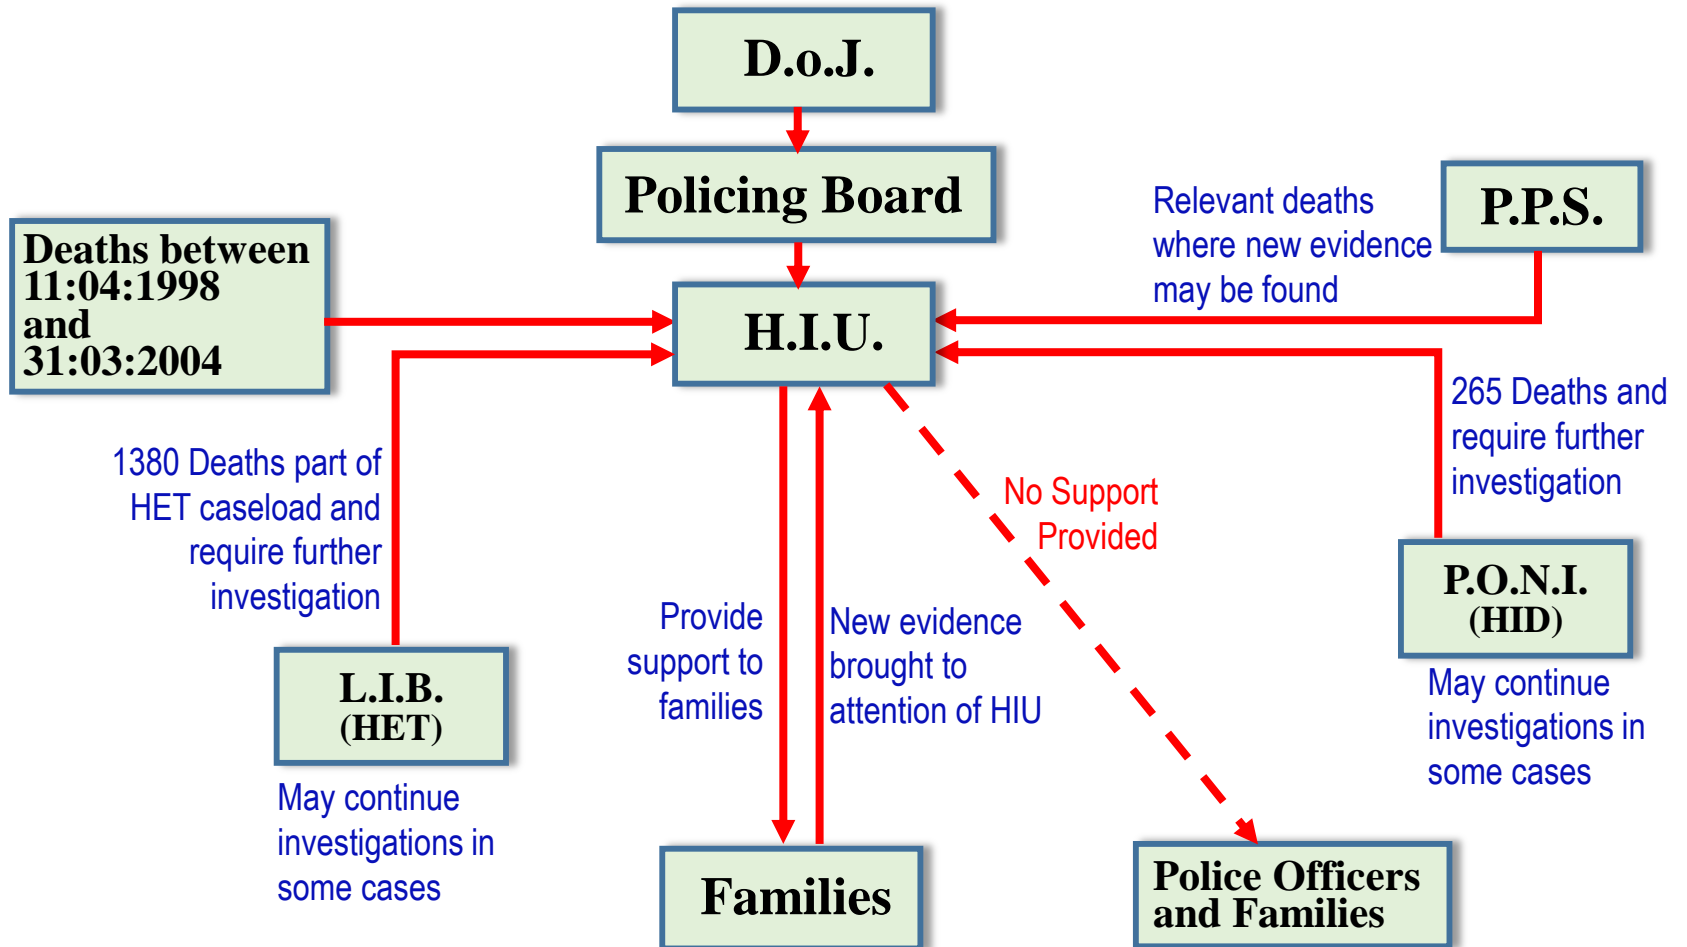 D.o.J.
Policing Board
P.P.S.
Relevant deaths
where new evidence
may be found
Deaths between
11:04:1998
and
31:03:2004
H.I.U.
265 Deaths and
require further
investigation
1380 Deaths part of
HET caseload and
require further
investigation
No Support
Provided
P.O.N.I.
(HID)
May continue
investigations in
some cases
Provide
support to
families
New evidence
brought to
attention of HIU
L.I.B.
(HET)
May continue
investigations in
some cases
Families
Police Officers
and Families